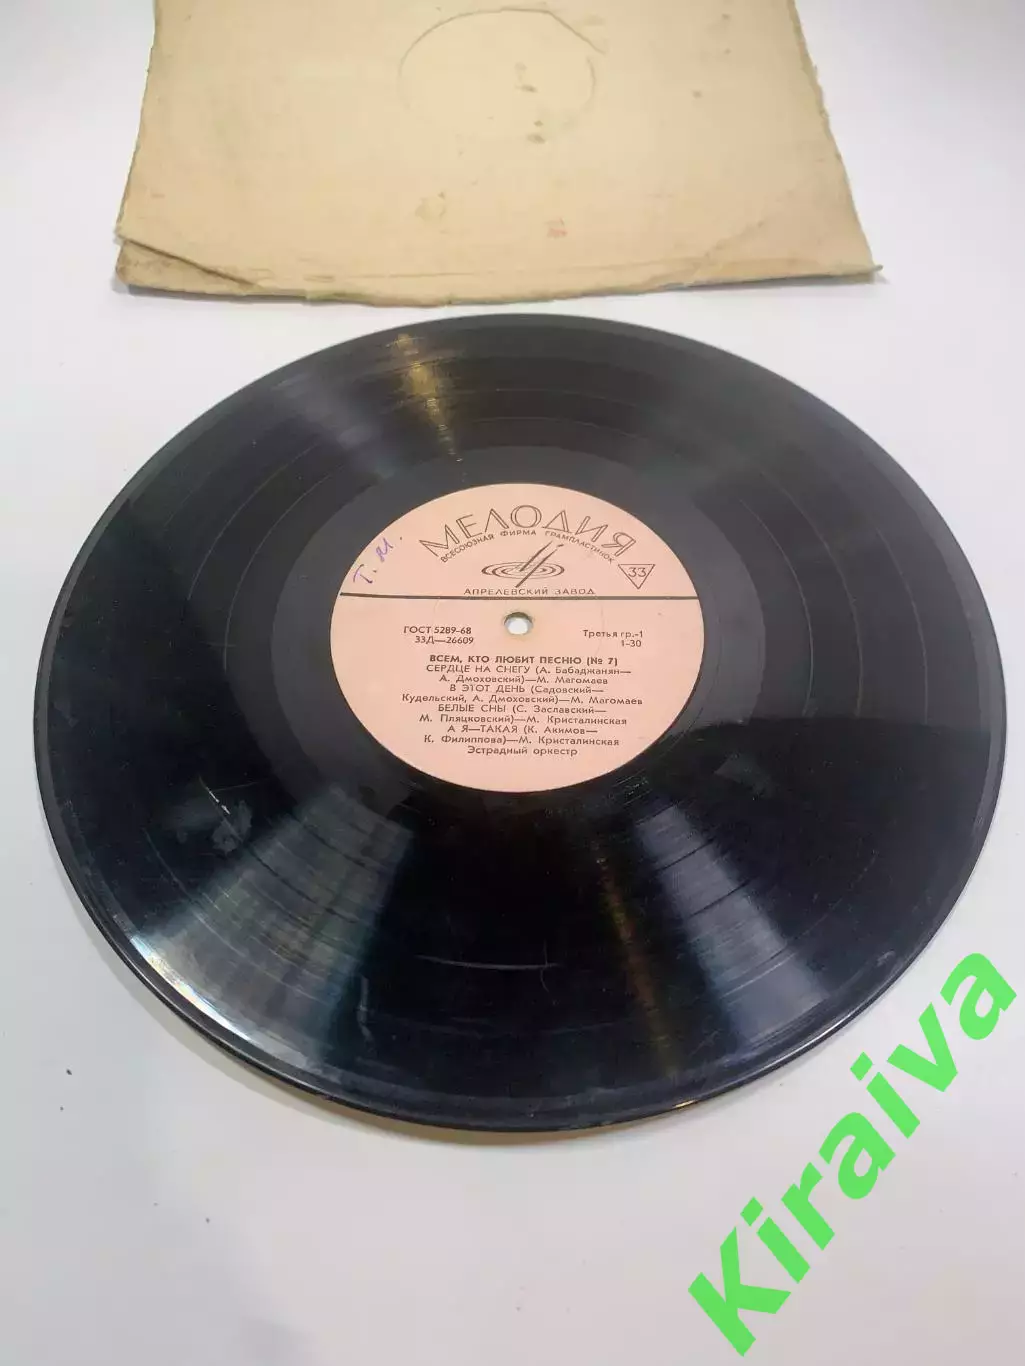 МЕЛОДИЯ
ВСЕСОЮЗНАЯ ФИРМА ГРАМПЛАСТИНОК
33
Т. М.
АПРЕЛЕВСКИЙ ЗАВОД
ГОСТ 5289-68 Третья гр.-1
33Д—26609 1-30
ВСЕМ, КТО ЛЮБИТ ПЕСНЮ (№ 7)
СЕРДЦЕ НА СНЕГУ (А. Бабаджанян—
А. Дмоховский)—М. Магомаев
В ЭТОТ ДЕНЬ (Садовский—
Кудельский, А. Дмоховский)—М. Магомаев
БЕЛЫЕ СНЫ (С. Заславский—
М. Пляцковский)—М. Кристалинская
А Я—ТАКАЯ (К. Акимов—
К. Филиппова)—М. Кристалинская
Эстрадный оркестр
Kiraiva